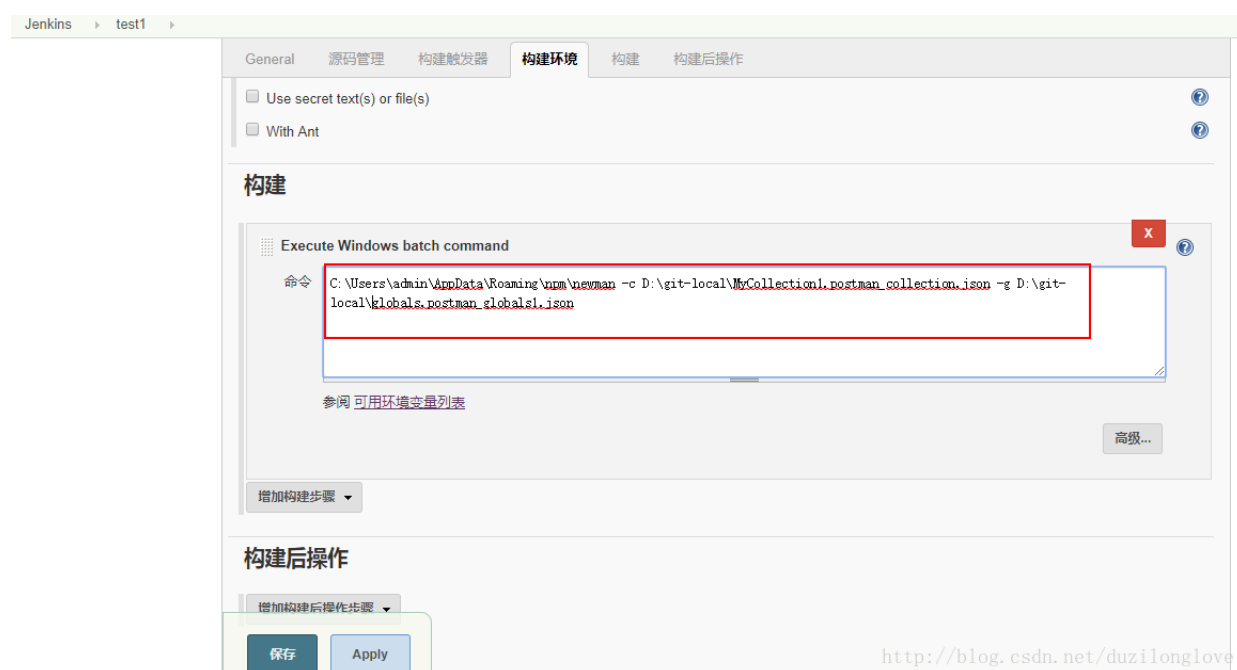 Jenkins test1
General 源码管理 构建触发器 构建环境 构建 构建后操作
Use secret text(s) or file(s)
With Ant
构建
X
Execute Windows batch command
命令 C:\Users\admin\AppData\Roaming\npm\newman -c D:\git-local\MyCollection1.postman_collection.json -g D:\git-
local\globals.postman_globals1.json
参阅 可用环境变量列表
高级...
增加构建步骤
构建后操作
增加构建后操作步骤
保存 Apply
http://blog.csdn.net/duzilonglove